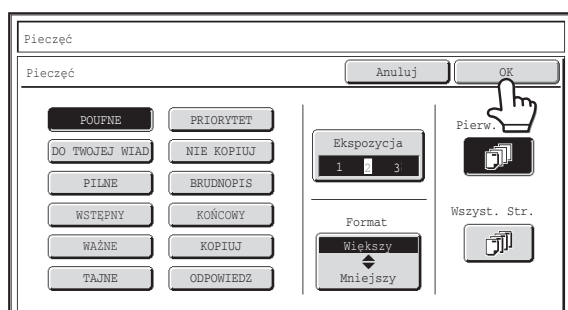 Pieczęć
Pieczęć
Anuluj
OK
POUFNE
PRIORYTET
DO TWOJEJ WIAD
NIE KOPIUJ
PILNE
BRUDNOPIS
WSTĘPNY
KOŃCOWY
WAŻNE
KOPIUJ
TAJNE
ODPOWIEDZ
Ekspozycja
1 2 3
Format
Większy
Mniejszy
Pierw.
Wszyst. Str.